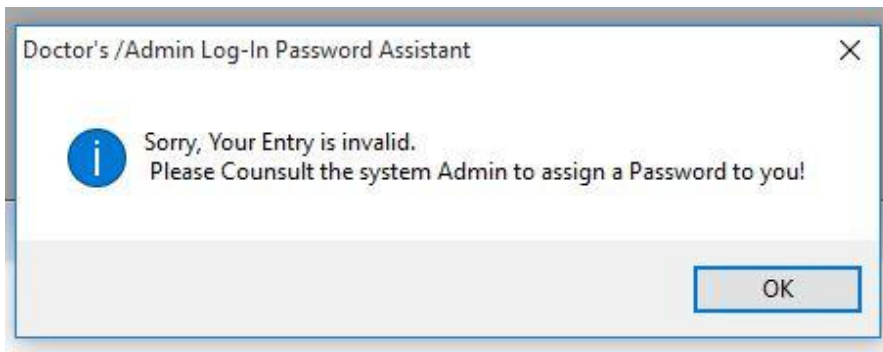 Doctor's /Admin Log-In Password Assistant
Sorry, Your Entry is invalid.
Please Counsult the system Admin to assign a Password to you!
OK